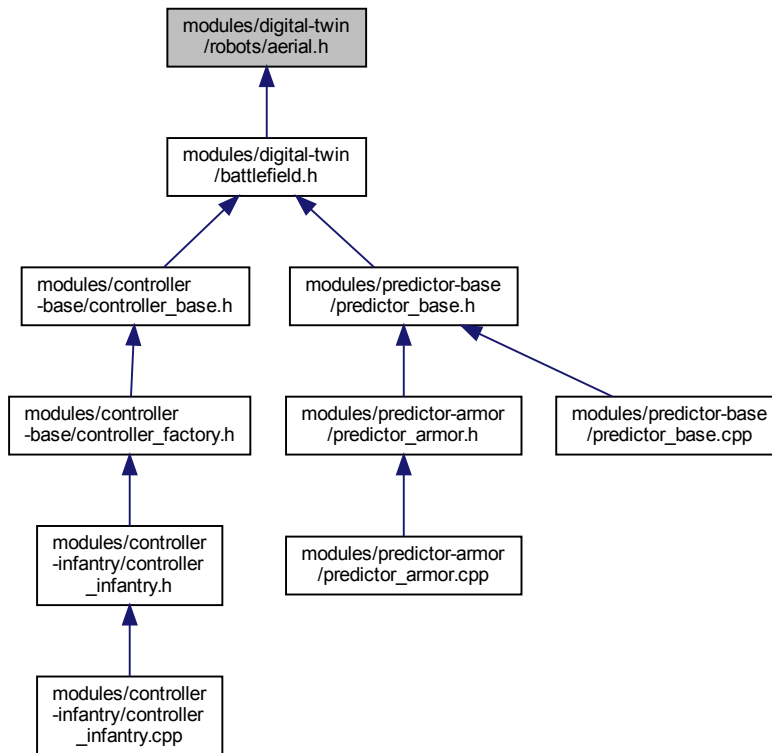 modules/digital-twin
/robots/aerial.h
modules/digital-twin
/battlefield.h
modules/controller
-base/controller_base.h
modules/predictor-base
/predictor_base.h
modules/controller
-base/controller_factory.h
modules/predictor-armor
/predictor_armor.h
modules/predictor-base
/predictor_base.cpp
modules/controller
-infantry/controller
_infantry.h
modules/predictor-armor
/predictor_armor.cpp
modules/controller
-infantry/controller
_infantry.cpp